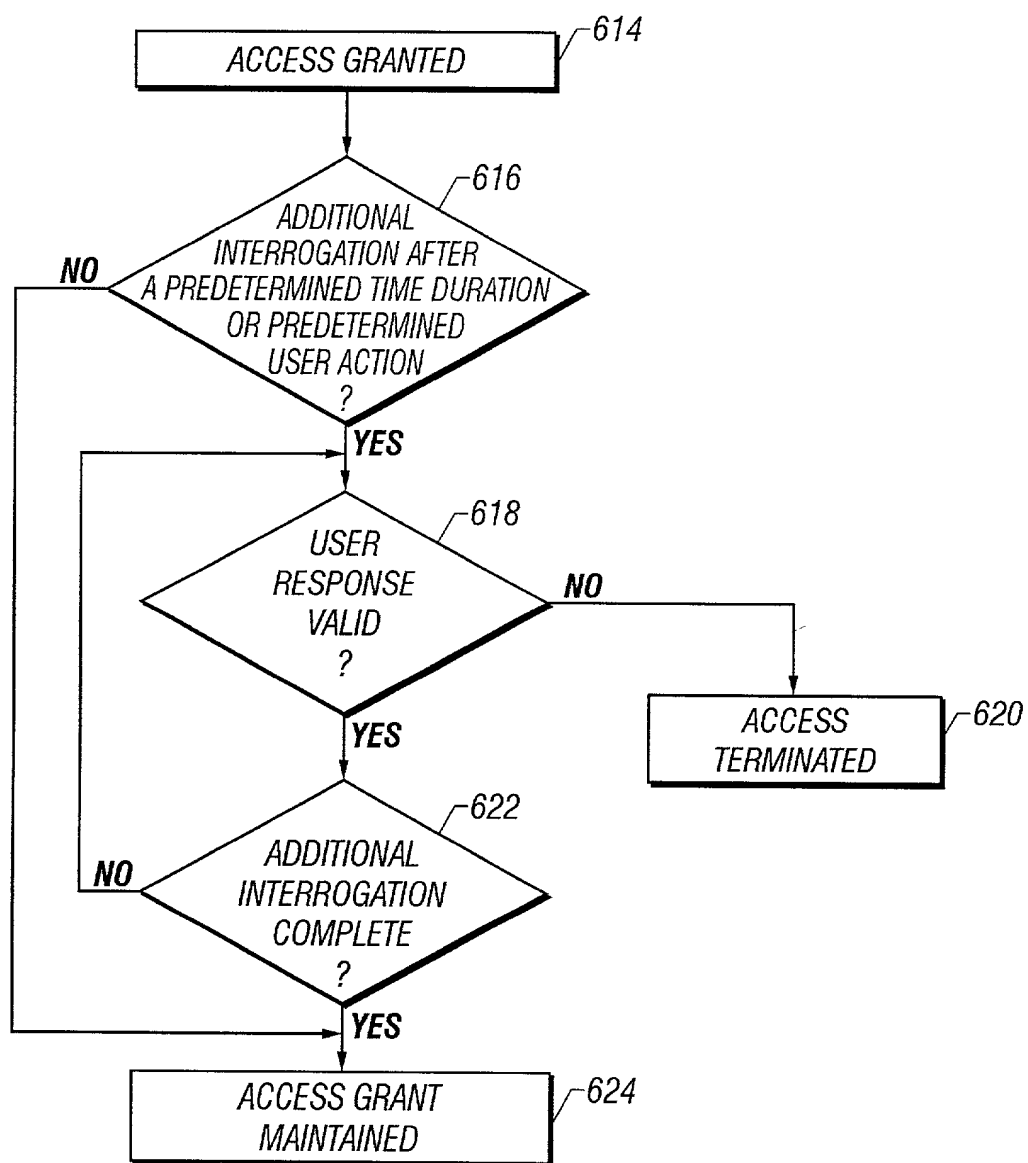 ACCESS GRANTED
614
616
ADDITIONAL
INTERROGATION AFTER
A PREDETERMINED TIME DURATION
OR PREDETERMINED
USER ACTION
?
NO
YES
618
USER
RESPONSE
VALID
?
NO
YES
ACCESS
TERMINATED
620
622
ADDITIONAL
INTERROGATION
COMPLETE
?
NO
YES
ACCESS GRANT
MAINTAINED
624